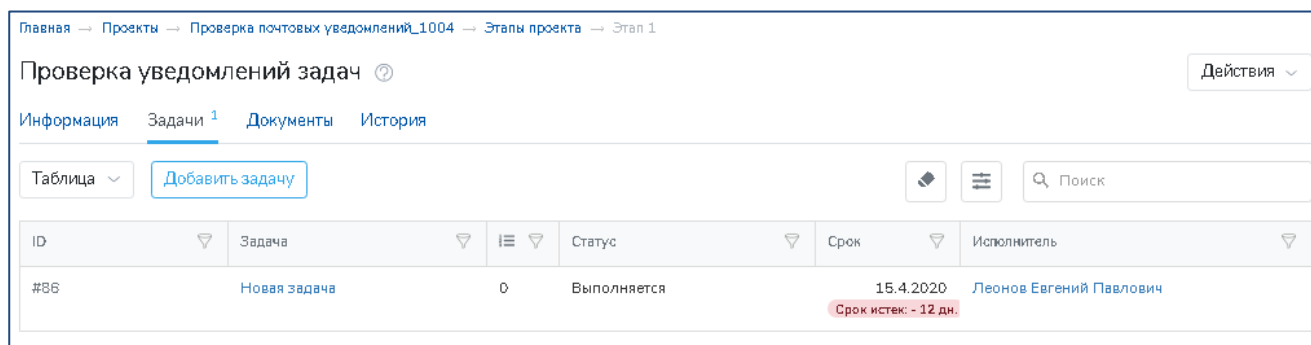 Главная → Проекты → Проверка почтовых уведомлений_1004 → Этапы проекта → Этап 1
Проверка уведомлений задач
Действия
Информация Задачи 1 Документы История
Таблица Добавить задачу Поиск
ID Задача Статус Срок Исполнитель
#86 Новая задача 0 Выполняется 15.4.2020 Леонов Евгений Павлович
Срок истек: - 12 дн.